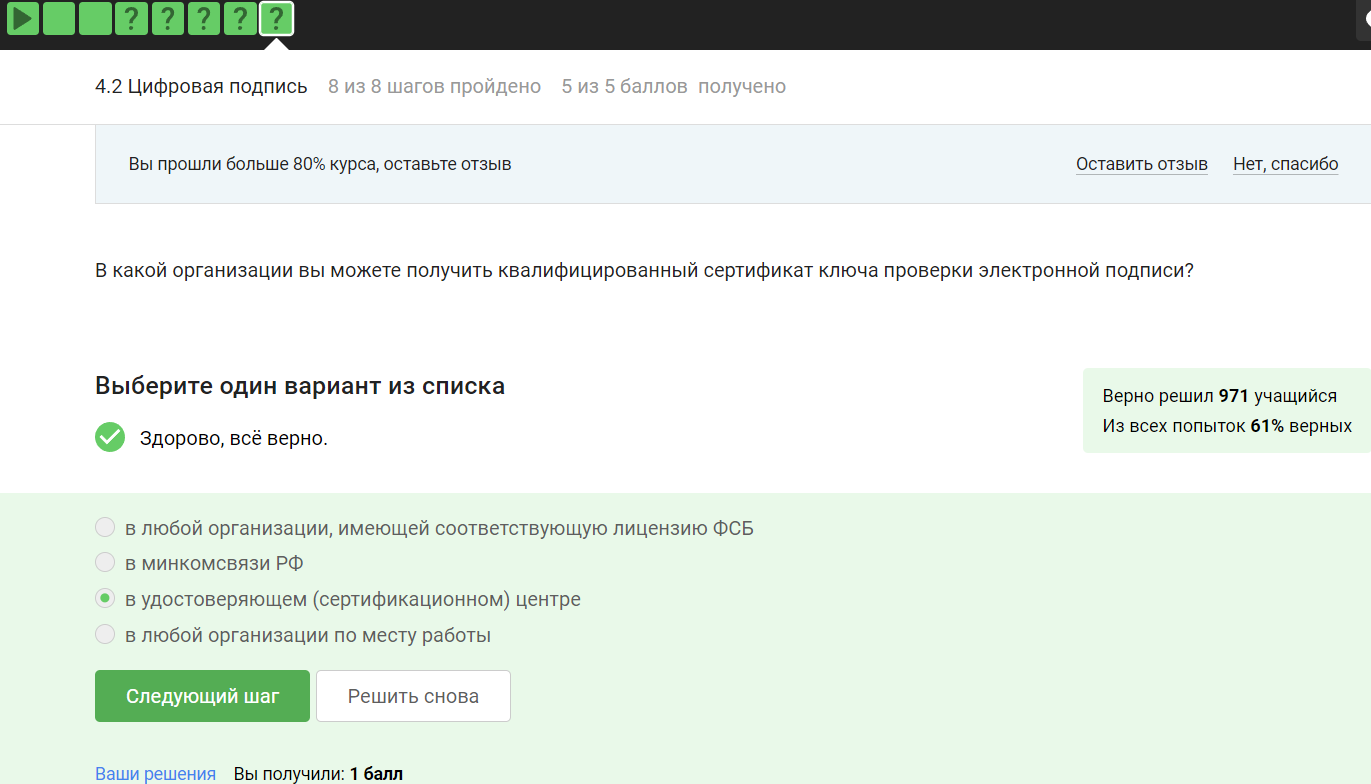 ? ? ? ? ?
4.2 Цифровая подпись 8 из 8 шагов пройдено 5 из 5 баллов получено
Вы прошли больше 80% курса, оставьте отзыв Оставить отзыв Нет, спасибо
В какой организации вы можете получить квалифицированный сертификат ключа проверки электронной подписи?
Выберите один вариант из списка
Здорово, всё верно.
Верно решил 971 учащийся
Из всех попыток 61% верных
в любой организации, имеющей соответствующую лицензию ФСБ
в минкомсвязи РФ
в удостоверяющем (сертификационном) центре
в любой организации по месту работы
Следующий шаг Решить снова
Ваши решения Вы получили: 1 балл